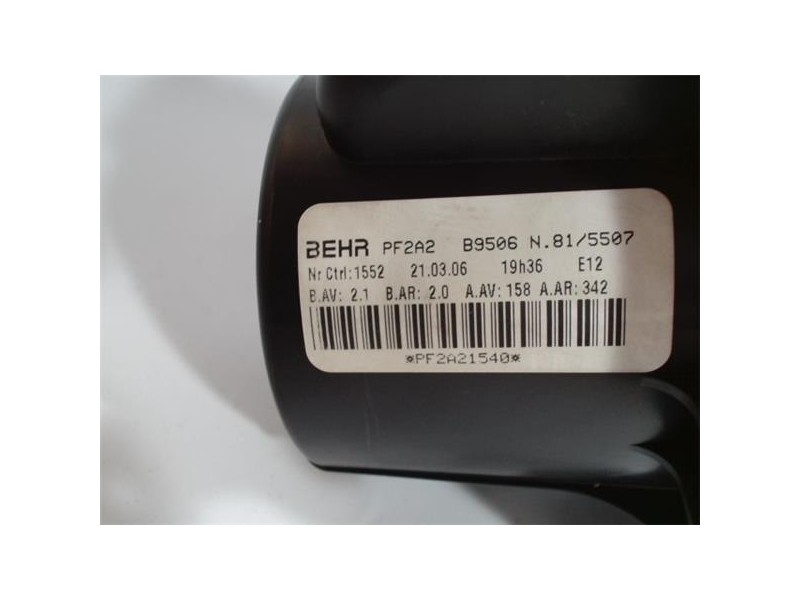 BEHR PF2A2 B9506 N.81/5507
Nr Ctrl:1552 21.03.06 19h36 E12
B.AV: 2.1 B.AR: 2.0 A.AV: 158 A.AR: 342
*PF2A21540*